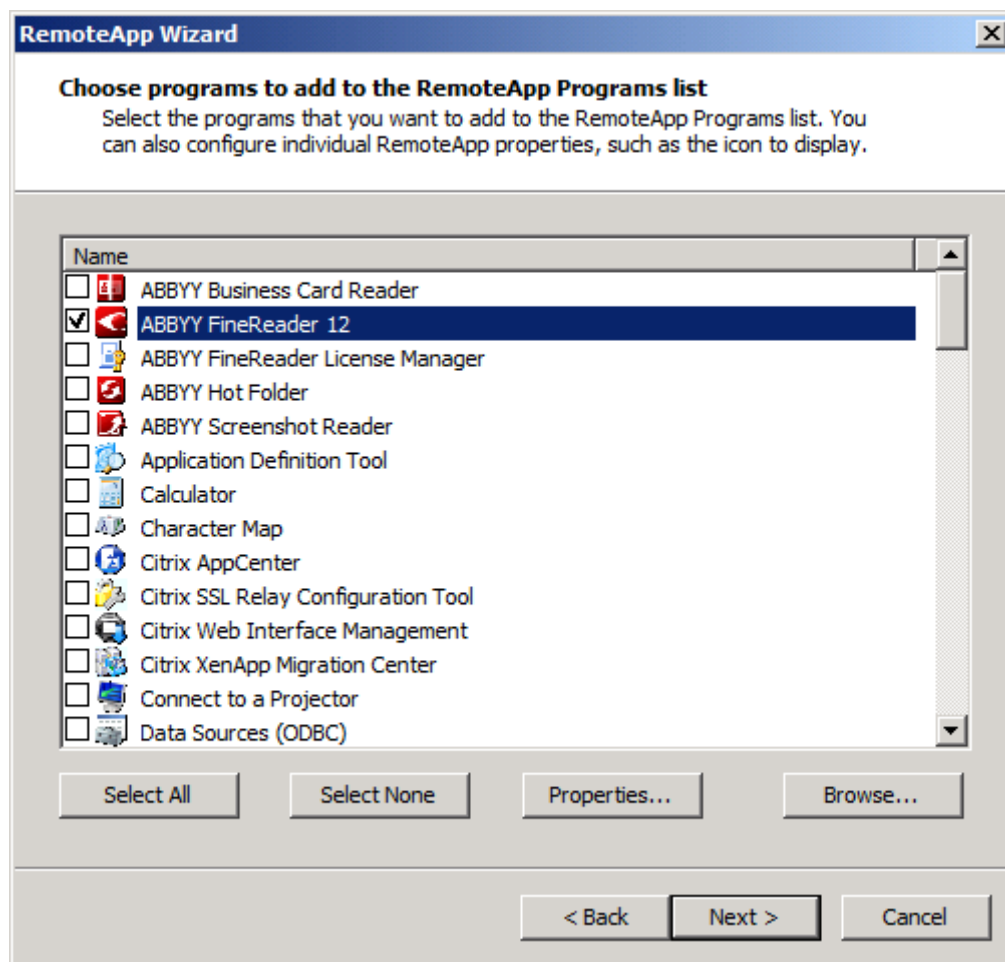 RemoteApp Wizard
Choose programs to add to the RemoteApp Programs list
Select the programs that you want to add to the RemoteApp Programs list. You
can also configure individual RemoteApp properties, such as the icon to display.
Name
ABBYY Business Card Reader
ABBYY FineReader 12
ABBYY FineReader License Manager
ABBYY Hot Folder
ABBYY Screenshot Reader
Application Definition Tool
Calculator
Character Map
Citrix AppCenter
Citrix SSL Relay Configuration Tool
Citrix Web Interface Management
Citrix XenApp Migration Center
Connect to a Projector
Data Sources (ODBC)
Select All Select None Properties... Browse...
< Back Next > Cancel